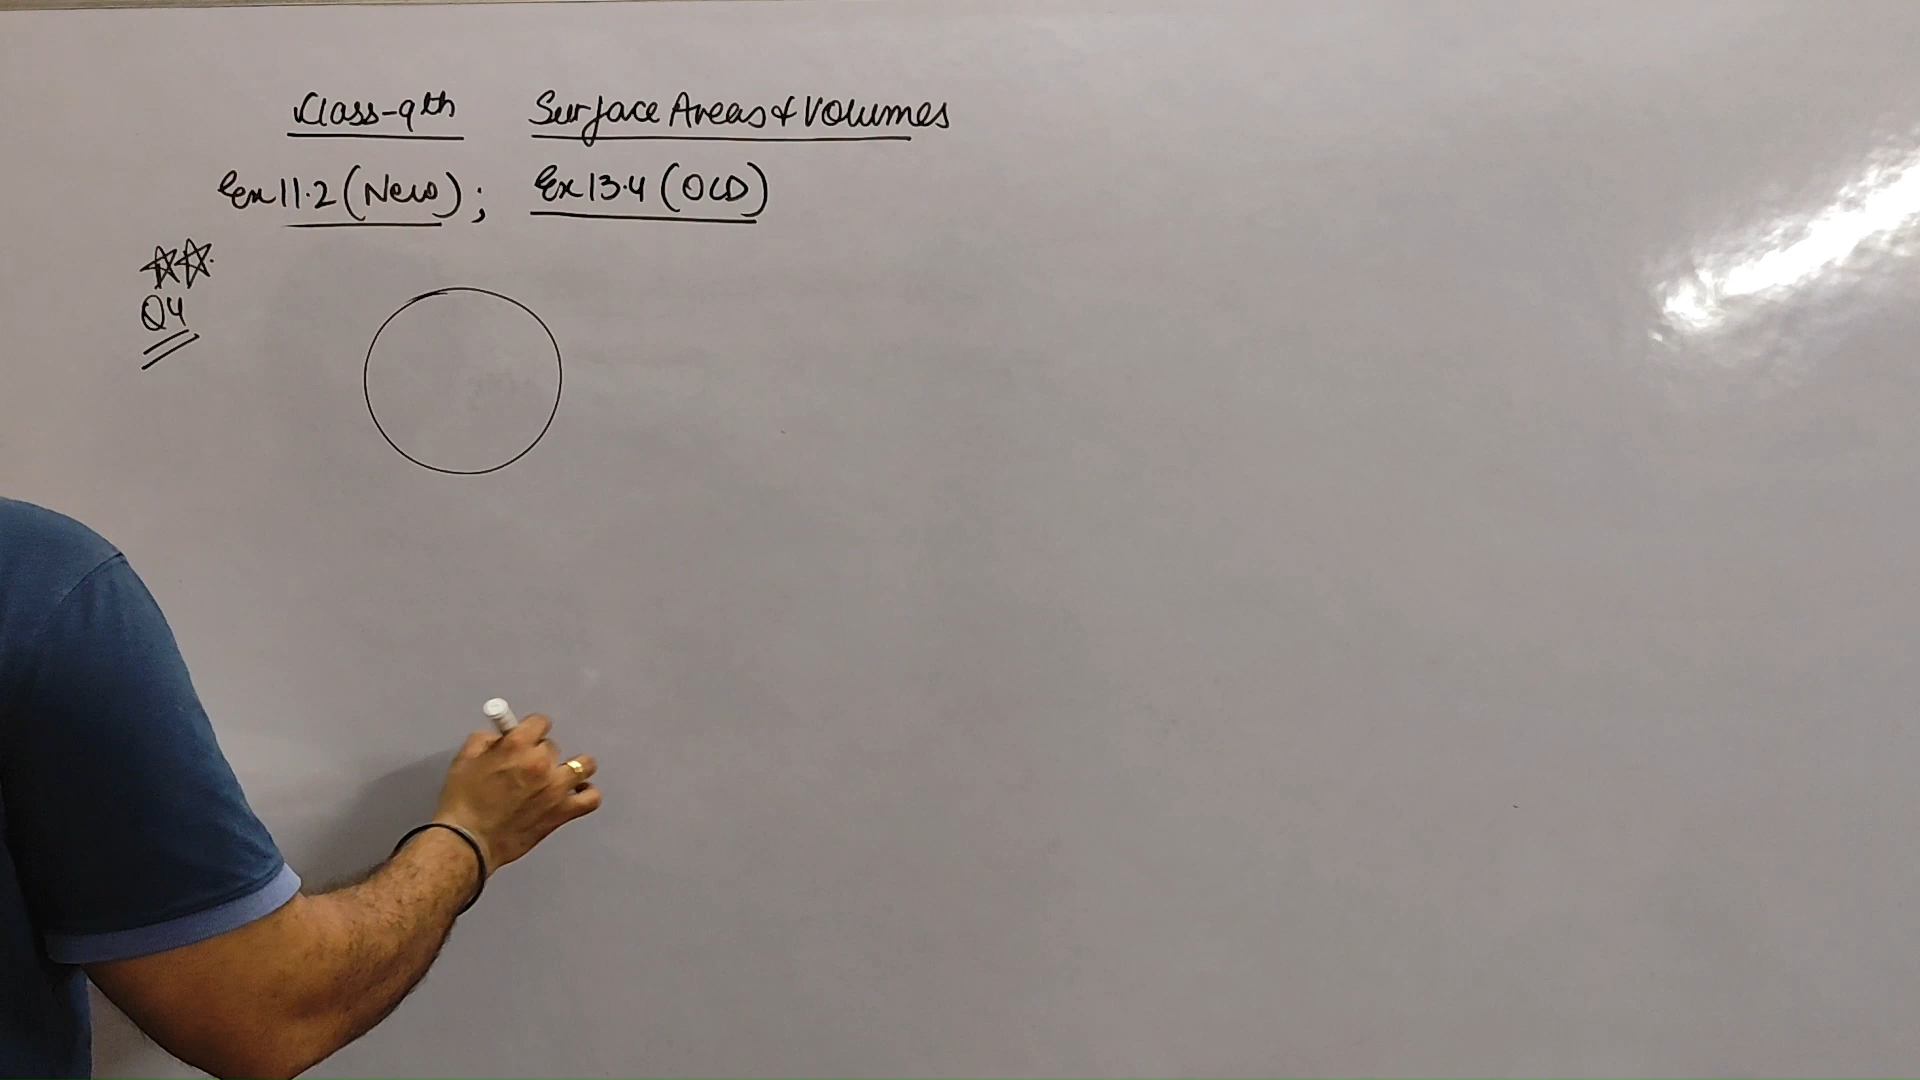 Class-9th Surface Areas & Volumes
Ex 11.2 (New) ; Ex 13.4 (OLD)
☆☆
Q4